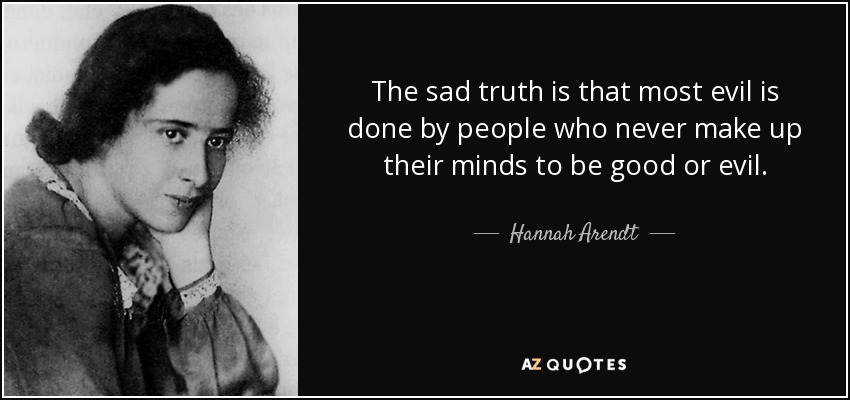 The sad truth is that most evil is
done by people who never make up
their minds to be good or evil.
Hannah Arendt
AZ QUOTES